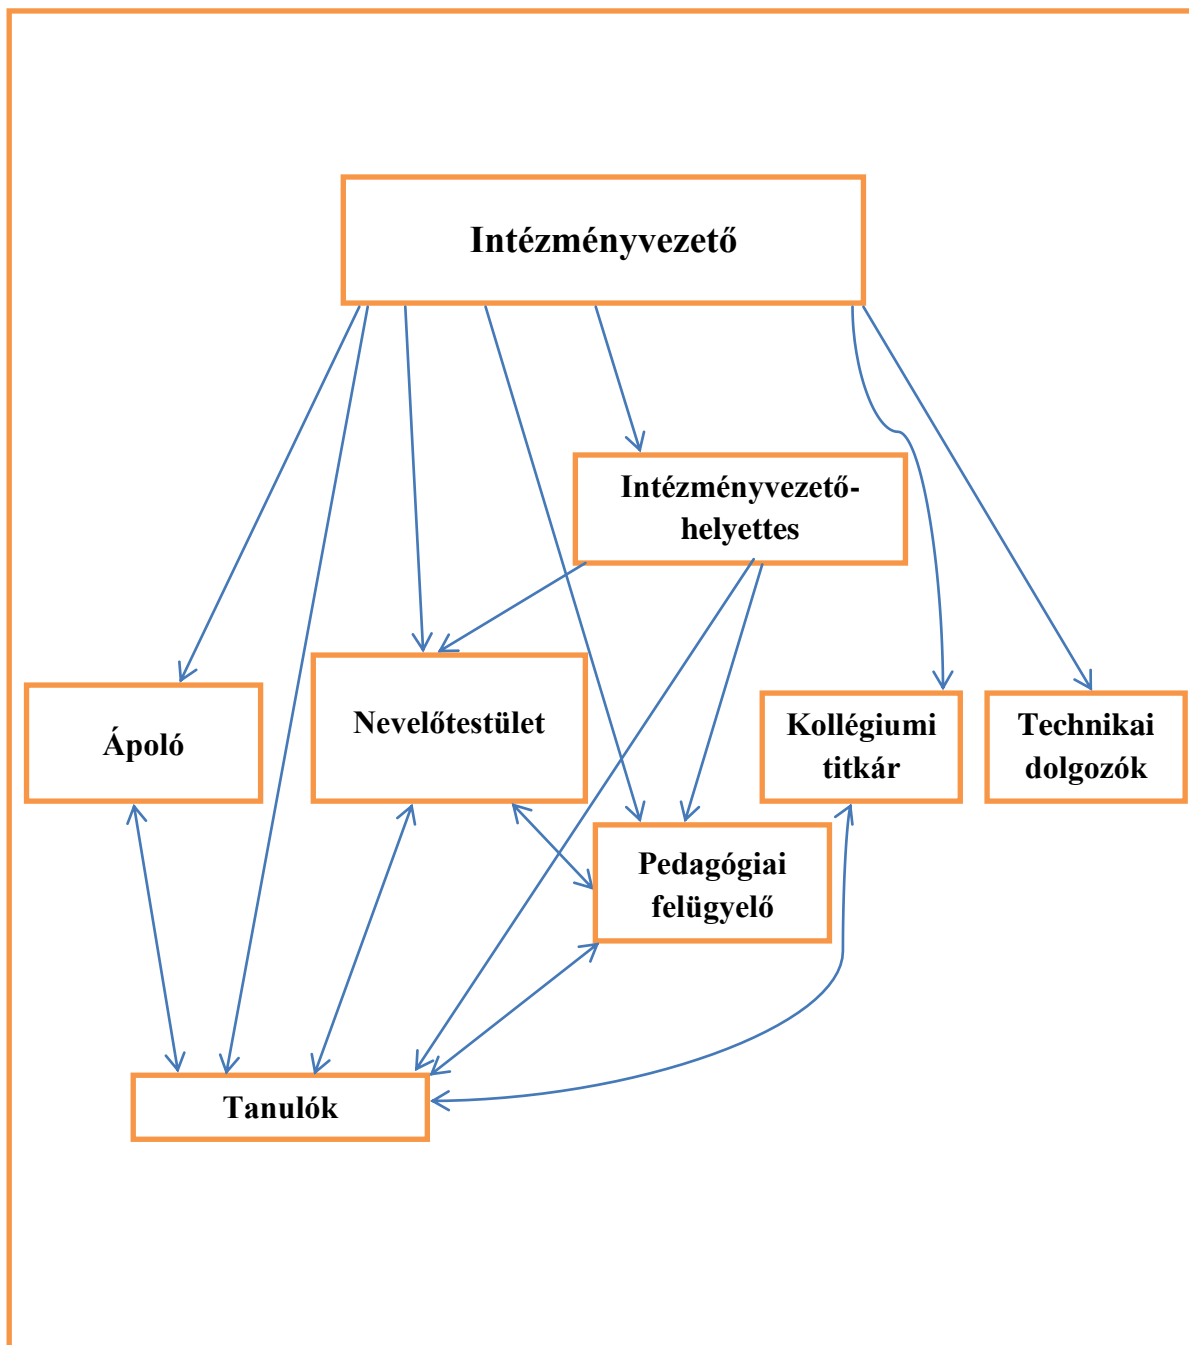 Intézményvezető
Intézményvezető-
helyettes
Ápoló
Nevelőtestület
Kollégiumi
titkár
Technikai
dolgozók
Pedagógiai
felügyelő
Tanulók